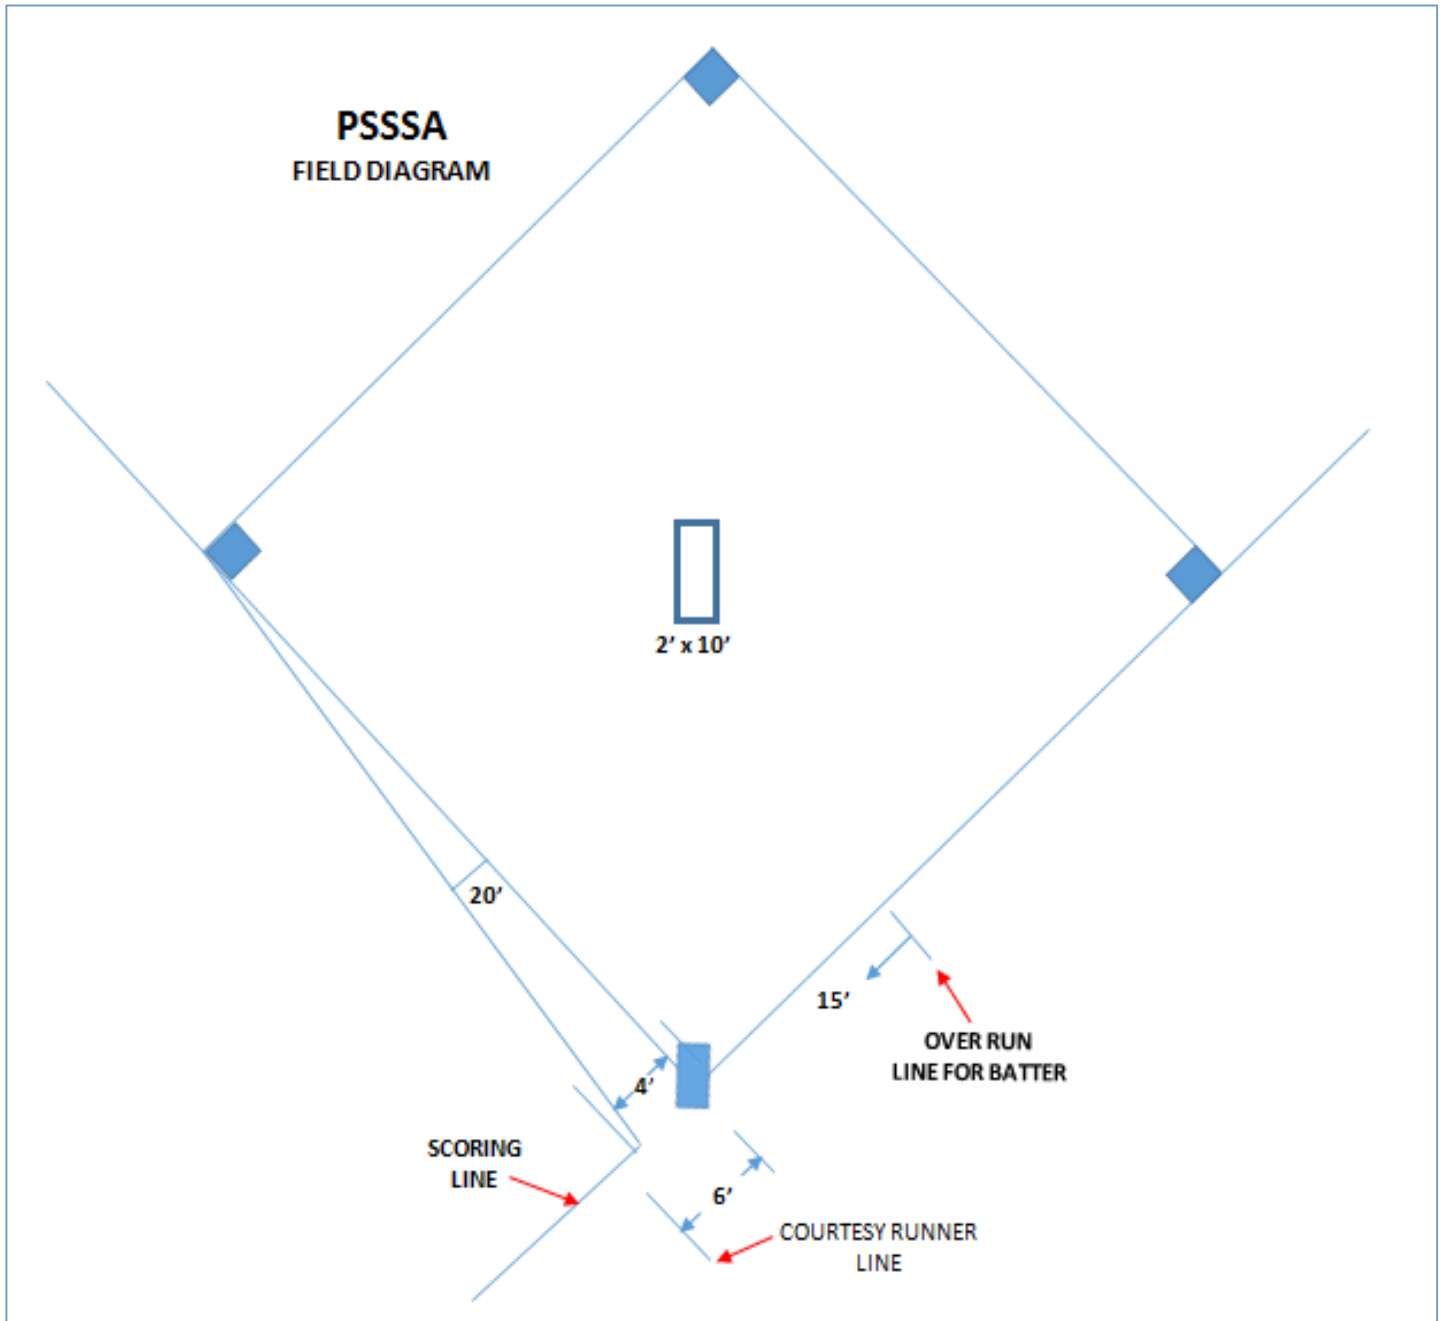 PSSSA
FIELD DIAGRAM
2' x 10'
20'
15'
OVER RUN
LINE FOR BATTER
4'
SCORING
LINE
6'
COURTESY RUNNER
LINE